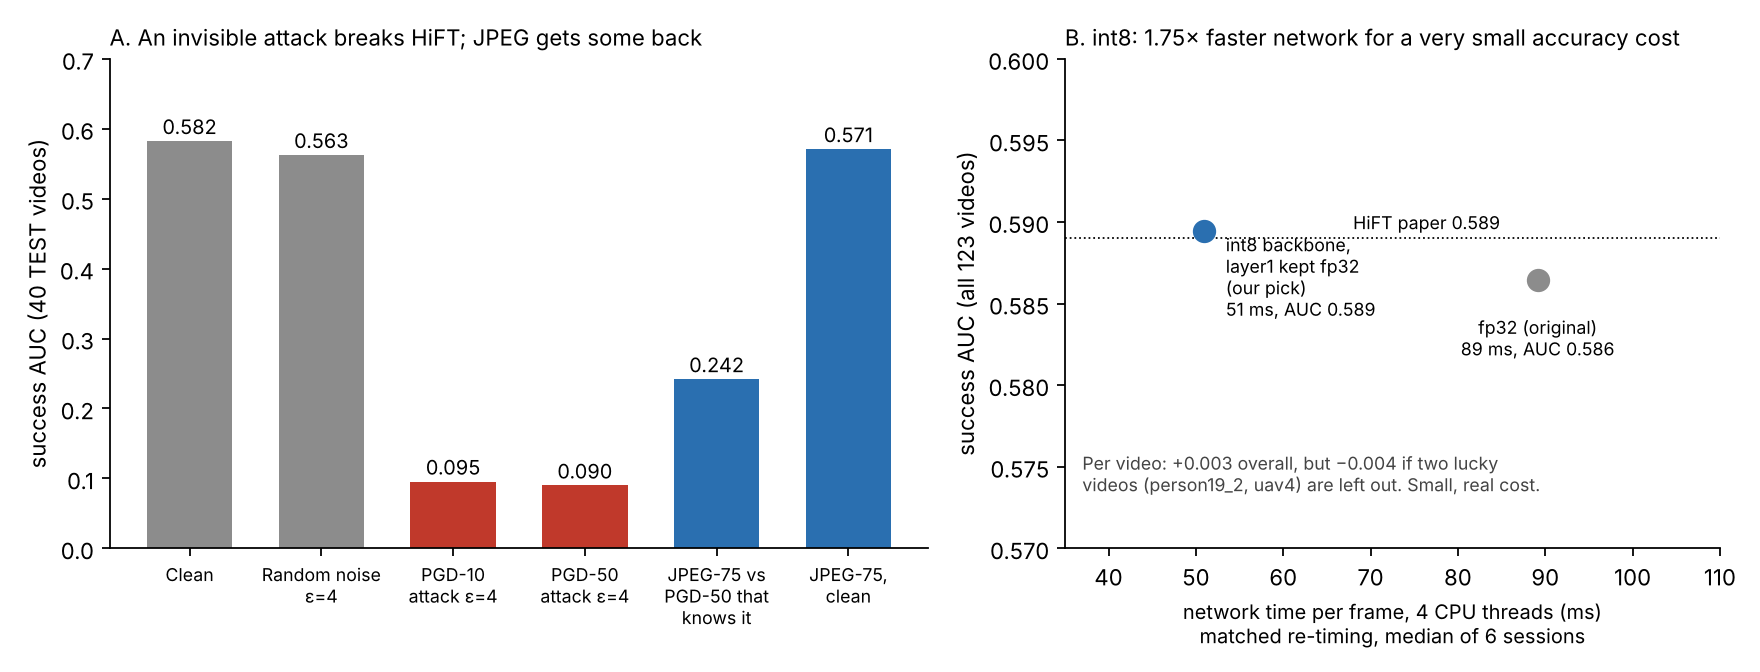 A. An invisible attack breaks HiFT; JPEG gets some back
success AUC (40 TEST videos)
0.7
0.6
0.5
0.4
0.3
0.2
0.1
0.0
0.582
0.563
0.095
0.090
0.242
0.571
Clean
Random noise
ε=4
PGD-10
attack ε=4
PGD-50
attack ε=4
JPEG-75 vs
PGD-50 that
knows it
JPEG-75,
clean
B. int8: 1.75× faster network for a very small accuracy cost
success AUC (all 123 videos)
0.600
0.595
0.590
0.585
0.580
0.575
0.570
HiFT paper 0.589
int8 backbone,
layer1 kept fp32
(our pick)
51 ms, AUC 0.589
fp32 (original)
89 ms, AUC 0.586
Per video: +0.003 overall, but −0.004 if two lucky
videos (person19_2, uav4) are left out. Small, real cost.
40 50 60 70 80 90 100 110
network time per frame, 4 CPU threads (ms)
matched re-timing, median of 6 sessions